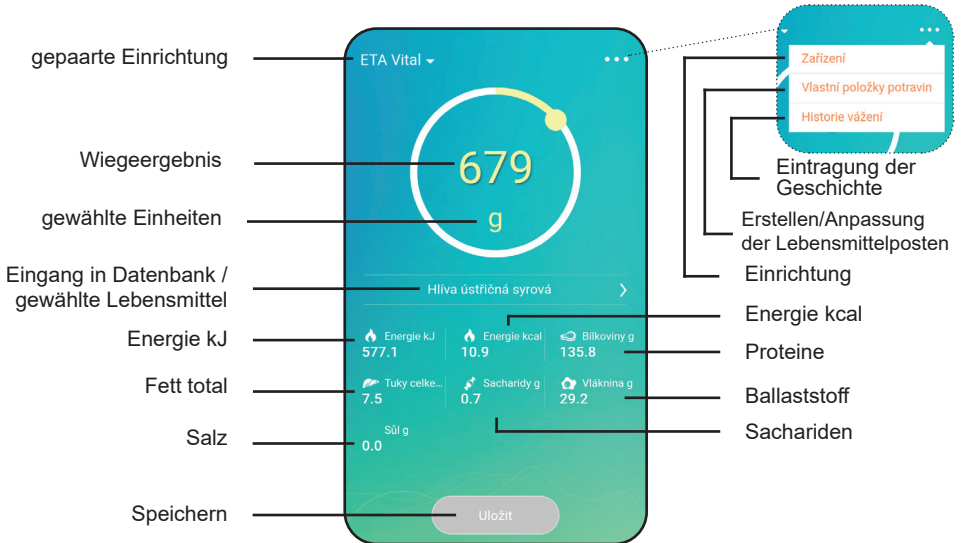 gepaarte Einrichtung
Wiegeergebnis
gewählte Einheiten
Eingang in Datenbank /
gewählte Lebensmittel
Energie kJ
Fett total
Salz
Speichern
ETA Vital
679
g
Hlíva ústřičná syrová
Energie kJ
577.1
Energie kcal
10.9
Bílkoviny g
135.8
Tuky celke...
7.5
Sacharidy g
0.7
Vláknina g
29.2
Sůl g
0.0
Uložit
Zařízení
Vlastní položky potravin
Historie vážení
Eintragung der
Geschichte
Erstellen/Anpassung
der Lebensmittelposten
Einrichtung
Energie kcal
Proteine
Ballaststoff
Sachariden